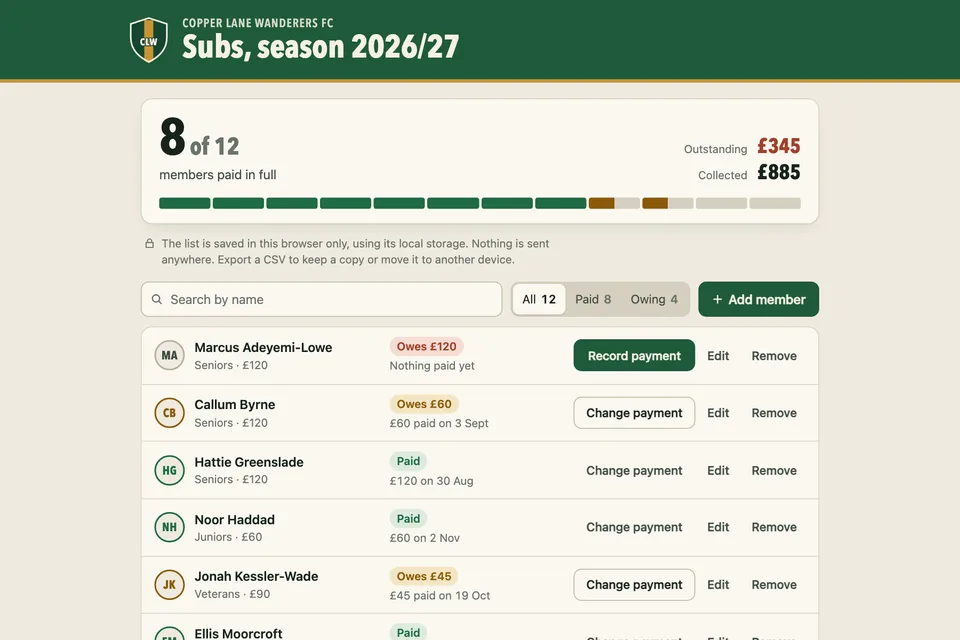 CLW
COPPER LANE WANDERERS FC
Subs, season 2026/27
8 of 12
members paid in full
Outstanding £345
Collected £885
The list is saved in this browser only, using its local storage. Nothing is sent
anywhere. Export a CSV to keep a copy or move it to another device.
Search by name
All 12 Paid 8 Owing 4
+ Add member
MA
Marcus Adeyemi-Lowe
Seniors · £120
Owes £120
Nothing paid yet
Record payment Edit Remove
CB
Callum Byrne
Seniors · £120
Owes £60
£60 paid on 3 Sept
Change payment Edit Remove
HG
Hattie Greenslade
Seniors · £120
Paid
£120 on 30 Aug
Change payment Edit Remove
NH
Noor Haddad
Juniors · £60
Paid
£60 on 2 Nov
Change payment Edit Remove
JK
Jonah Kessler-Wade
Veterans · £90
Owes £45
£45 paid on 19 Oct
Change payment Edit Remove
Ellis Moorcroft
Paid